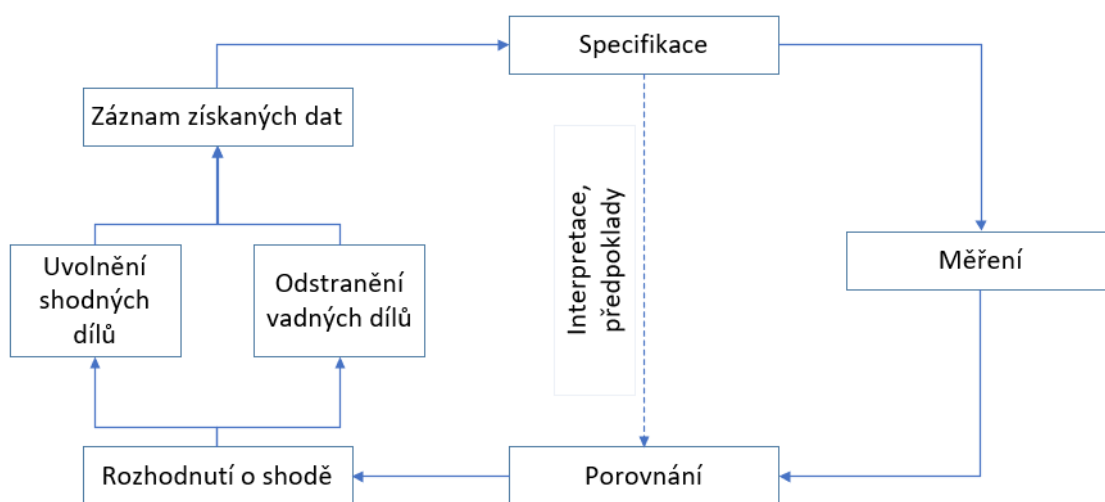 Specifikace
Záznam získaných dat
Interpretace,
předpoklady
Měření
Uvolnění
shodných
dílů
Odstranění
vadných dílů
Rozhodnutí o shodě
Porovnání